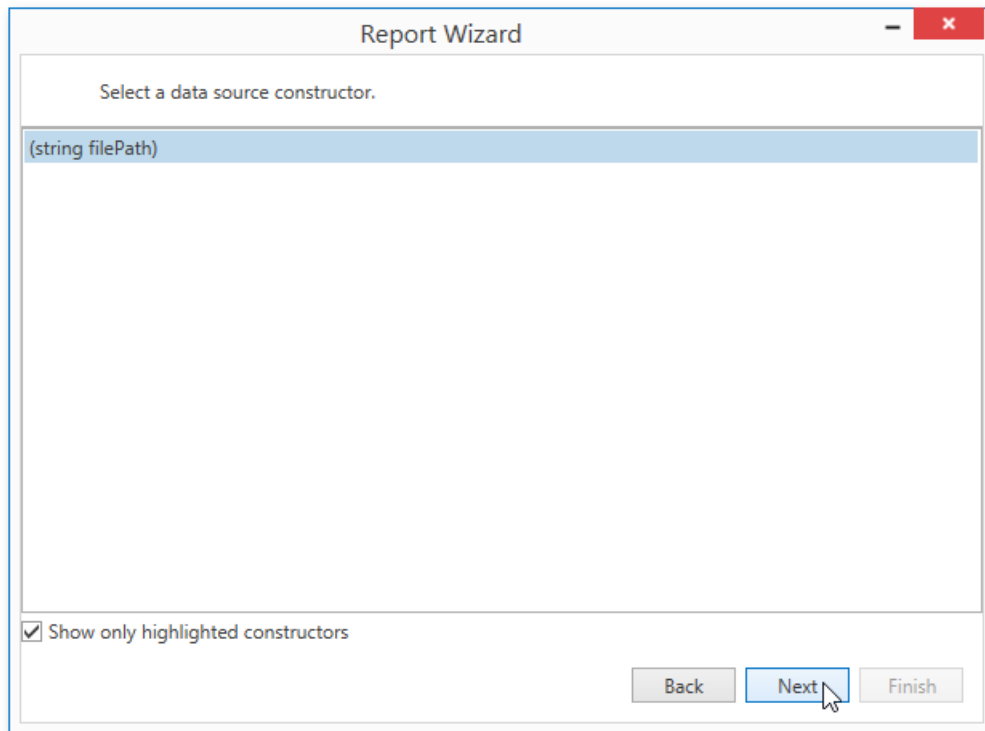 Report Wizard
Select a data source constructor.
(string filePath)
Show only highlighted constructors
Back Next Finish